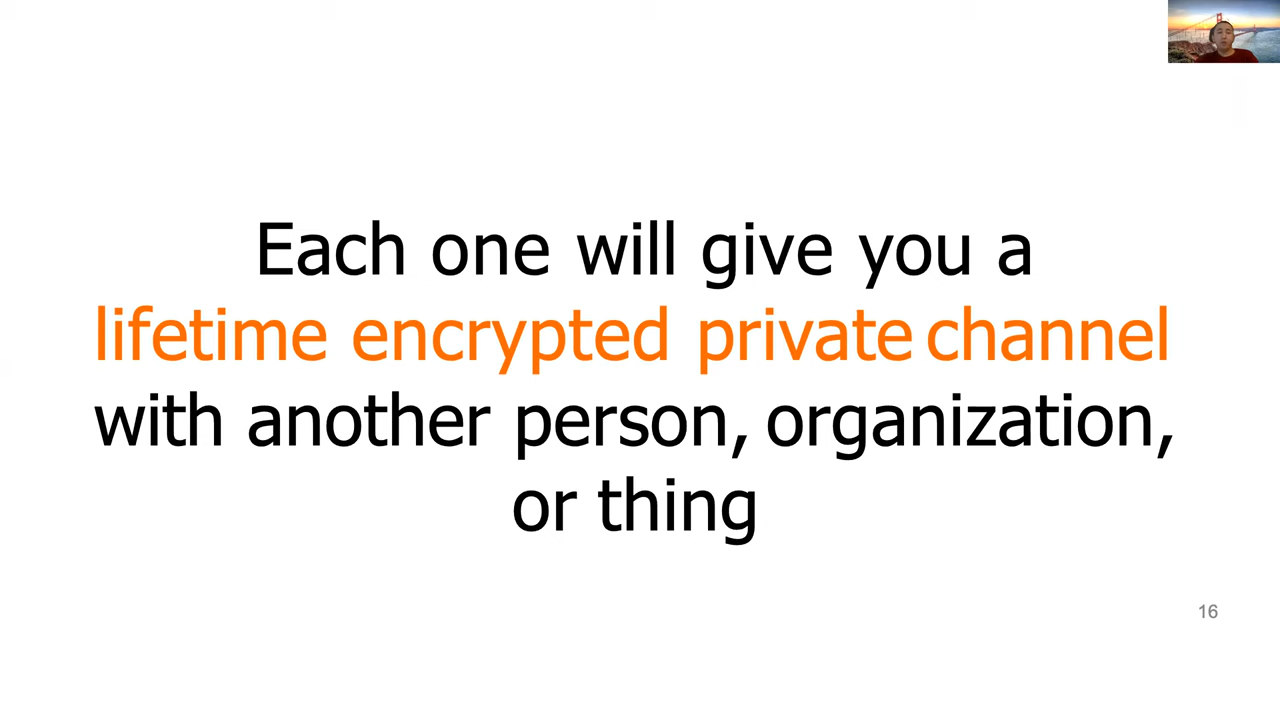 Each one will give you a
lifetime encrypted private channel
with another person, organization,
or thing
16